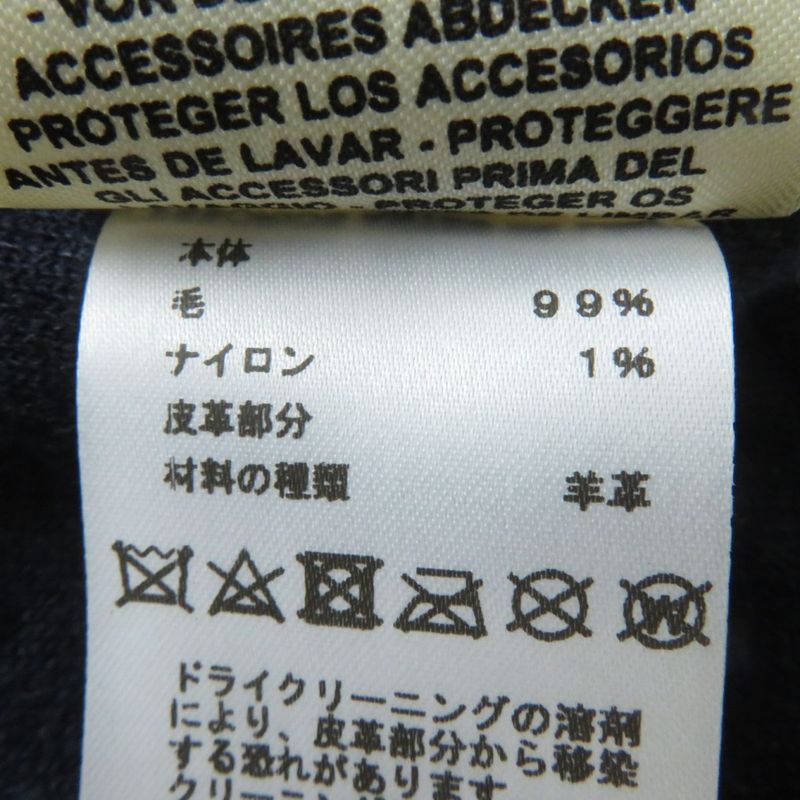 ACCESSOIRES ABDECKEN
PROTEGER LOS ACCESORIOS
ANTES DE LAVAR - PROTEGGERE
GLI ACCESSORI PRIMA DEL
- PROTEGER OS
本体
毛 99%
ナイロン 1%
皮革部分
材料の種類 羊革
W
ドライクリーニングの溶剤
により、皮革部分から移染
する恐れがあります